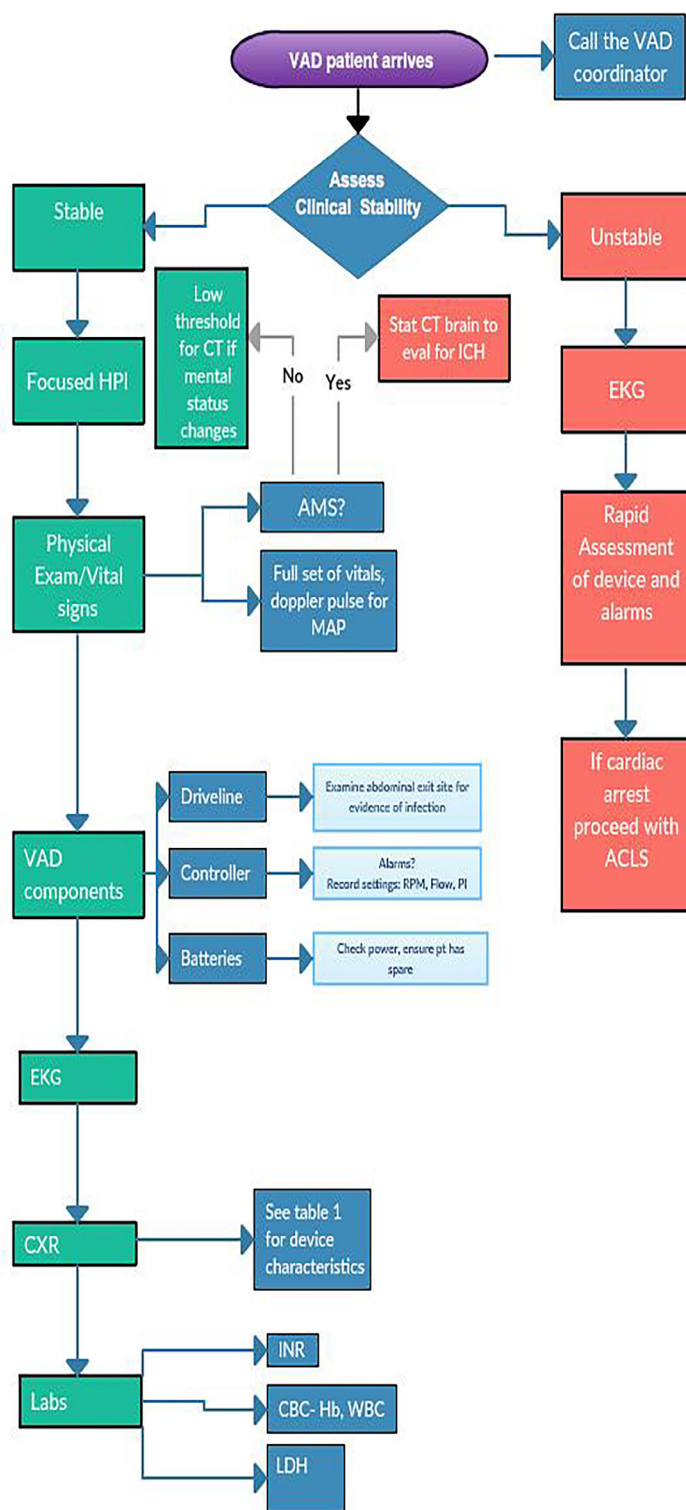 VAD patient arrives
Call the VAD
coordinator
Assess
Clinical Stability
Stable
Unstable
Low
threshold
for CT if
mental
status
changes
Stat CT brain to
eval for ICH
No
Yes
Focused HPI
EKG
AMS?
Physical
Exam/Vital
signs
Full set of vitals,
doppler pulse for
MAP
Rapid
Assessment
of device and
alarms
If cardiac
arrest
proceed with
ACLS
VAD
components
Driveline
Examine abdominal exit site for
evidence of infection
Controller
Alarms?
Record settings: RPM, Flow, PI
Batteries
Check power, ensure pt has
spare
EKG
CXR
See table 1
for device
characteristics
Labs
INR
CBC- Hb, WBC
LDH